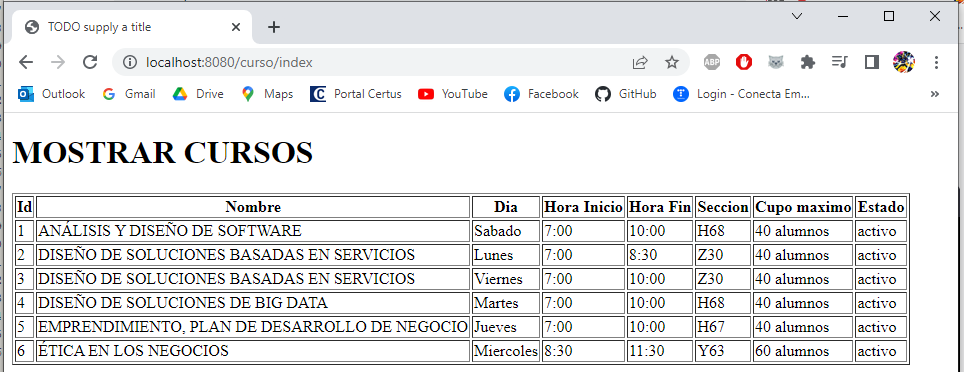 TODO supply a title
localhost:8080/curso/index
ABP
Outlook Gmail Drive Maps C Portal Certus YouTube Facebook GitHub T Login - Conecta Em... »
MOSTRAR CURSOS
Id Nombre Dia Hora Inicio Hora Fin Seccion Cupo maximo Estado
1 ANÁLISIS Y DISEÑO DE SOFTWARE Sabado 7:00 10:00 H68 40 alumnos activo
2 DISEÑO DE SOLUCIONES BASADAS EN SERVICIOS Lunes 7:00 8:30 Z30 40 alumnos activo
3 DISEÑO DE SOLUCIONES BASADAS EN SERVICIOS Viernes 7:00 10:00 Z30 40 alumnos activo
4 DISEÑO DE SOLUCIONES DE BIG DATA Martes 7:00 10:00 H68 40 alumnos activo
5 EMPRENDIMIENTO, PLAN DE DESARROLLO DE NEGOCIO Jueves 7:00 10:00 H67 40 alumnos activo
6 ÉTICA EN LOS NEGOCIOS Miercoles 8:30 11:30 Y63 60 alumnos activo